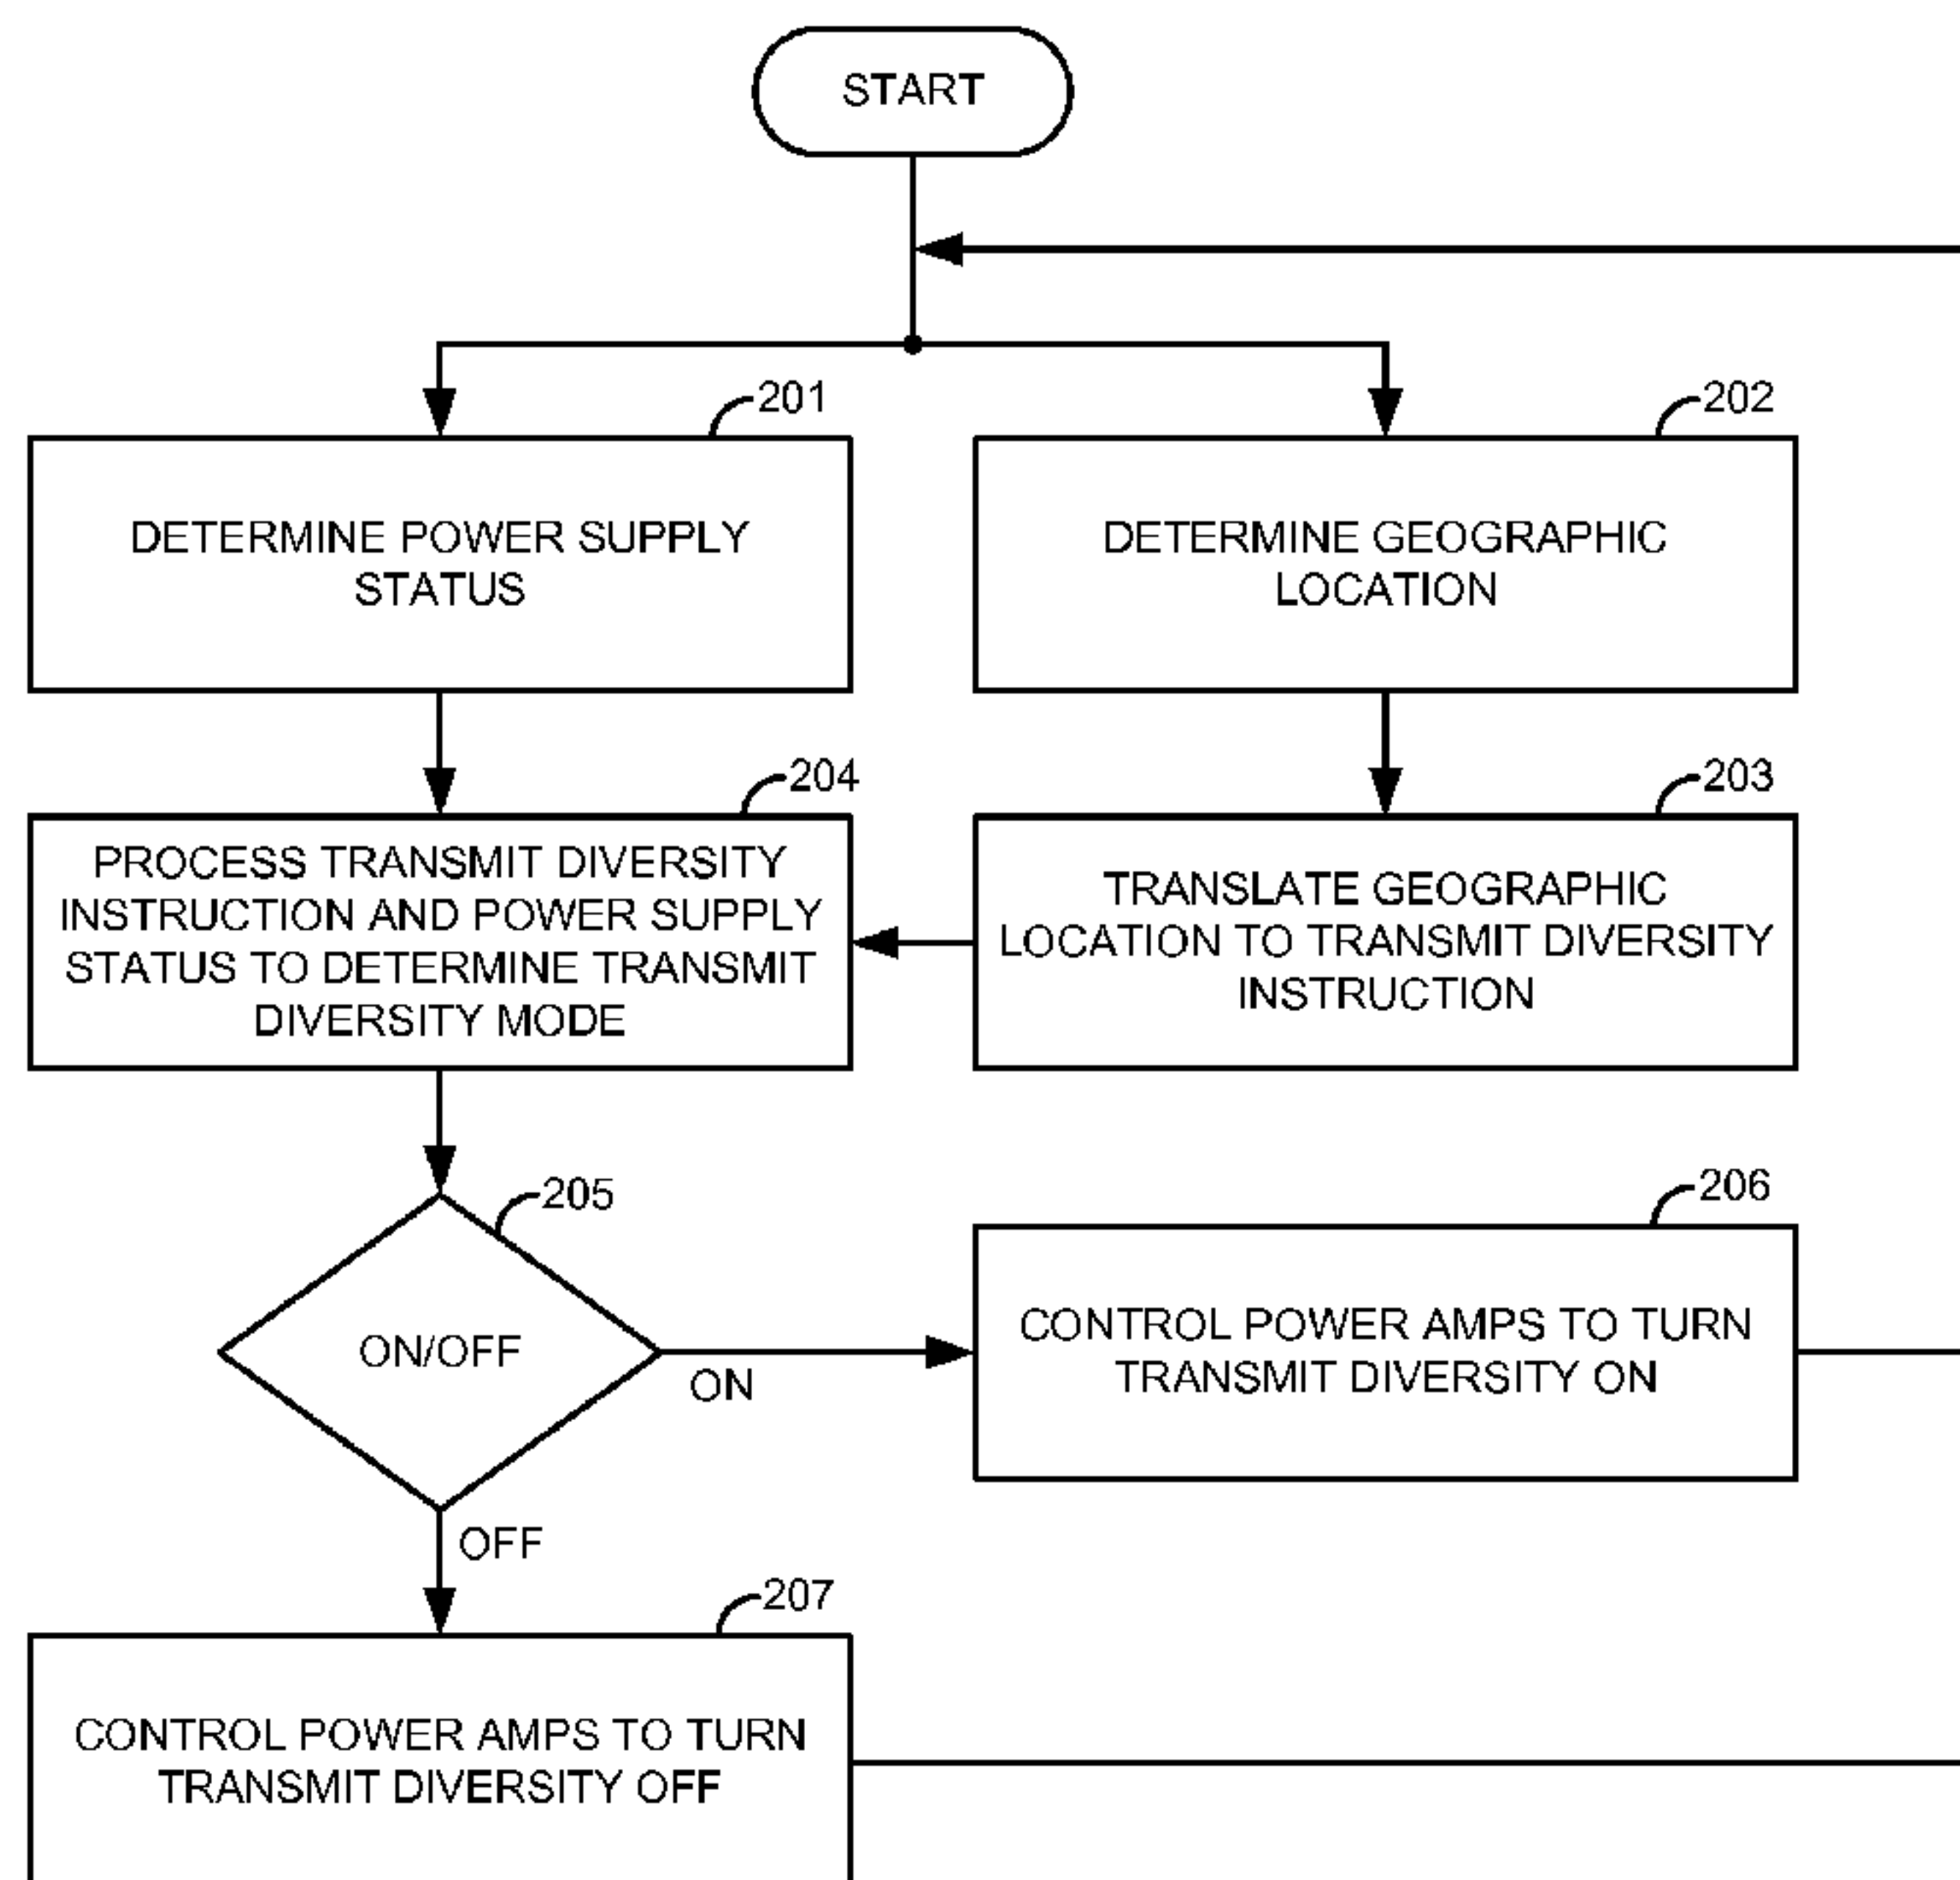 START
201
DETERMINE POWER SUPPLY
STATUS
202
DETERMINE GEOGRAPHIC
LOCATION
204
PROCESS TRANSMIT DIVERSITY
INSTRUCTION AND POWER SUPPLY
STATUS TO DETERMINE TRANSMIT
DIVERSITY MODE
203
TRANSLATE GEOGRAPHIC
LOCATION TO TRANSMIT DIVERSITY
INSTRUCTION
205
ON/OFF
ON
OFF
206
CONTROL POWER AMPS TO TURN
TRANSMIT DIVERSITY ON
207
CONTROL POWER AMPS TO TURN
TRANSMIT DIVERSITY OFF